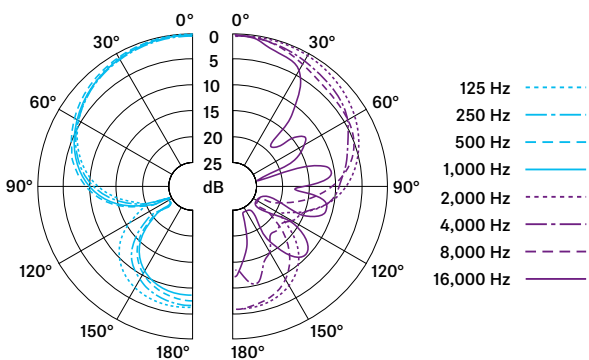 0° 0°
30° 0 30°
5
60° 10 60° 125 Hz
15 250 Hz
20 500 Hz
25 1,000 Hz
90° dB 90° 2,000 Hz
4,000 Hz
8,000 Hz
120° 120° 16,000 Hz
150° 150°
180° 180°